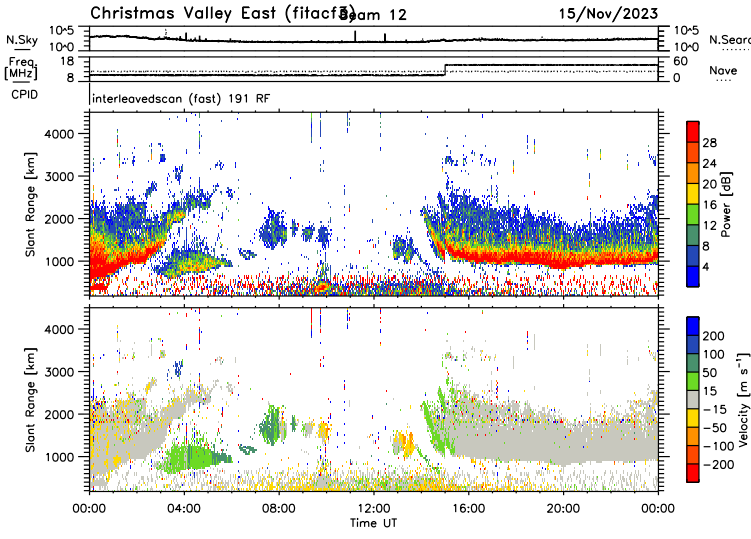 Christmas Valley East (fitacf3) Beam 12 15/Nov/2023
N.Sky 10^5 10^0 10^5 10^0 N.Searc
Freq. [MHz] 18 8 60 0 Nave
CPID interleavedscan (fast) 191 RF
Slant Range [km] 4000 3000 2000 1000
Power [dB] 28 24 20 16 12 8 4
Slant Range [km] 4000 3000 2000 1000
Velocity [m s⁻¹] 200 100 50 15 -15 -50 -100 -200
00:00 04:00 08:00 12:00 16:00 20:00 00:00
Time UT